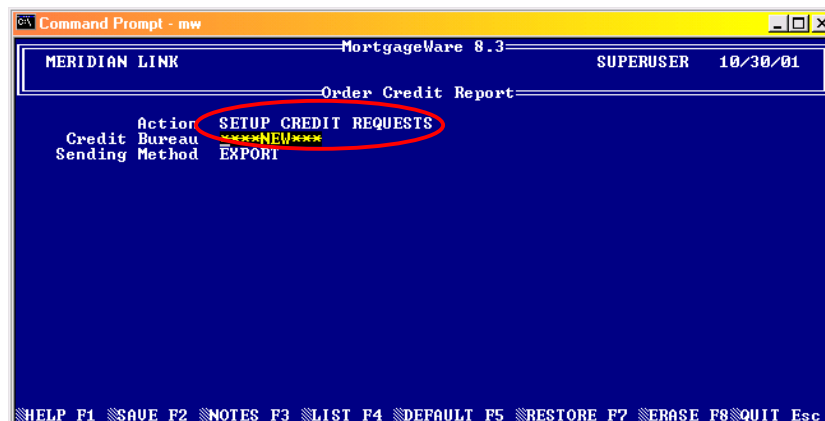 Command Prompt - mw
MortgageWare 8.3
MERIDIAN LINK SUPERUSER 10/30/01
Order Credit Report
Action SETUP CREDIT REQUESTS
Credit Bureau ****NEW***
Sending Method EXPORT
HELP F1 SAVE F2 NOTES F3 LIST F4 DEFAULT F5 RESTORE F7 ERASE F8 QUIT Esc